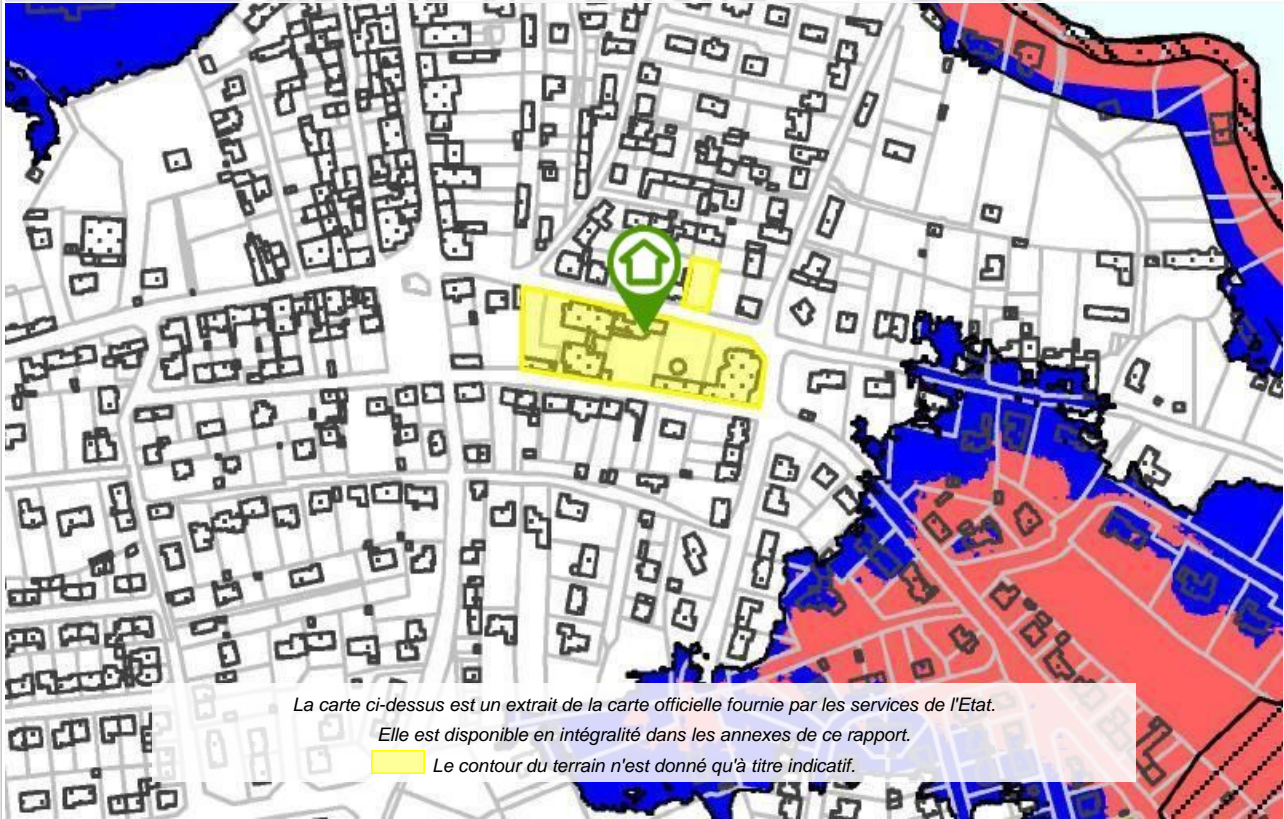 La carte ci-dessus est un extrait de la carte officielle fournie par les services de l'Etat.
Elle est disponible en intégralité dans les annexes de ce rapport.
Le contour du terrain n'est donné qu'à titre indicatif.